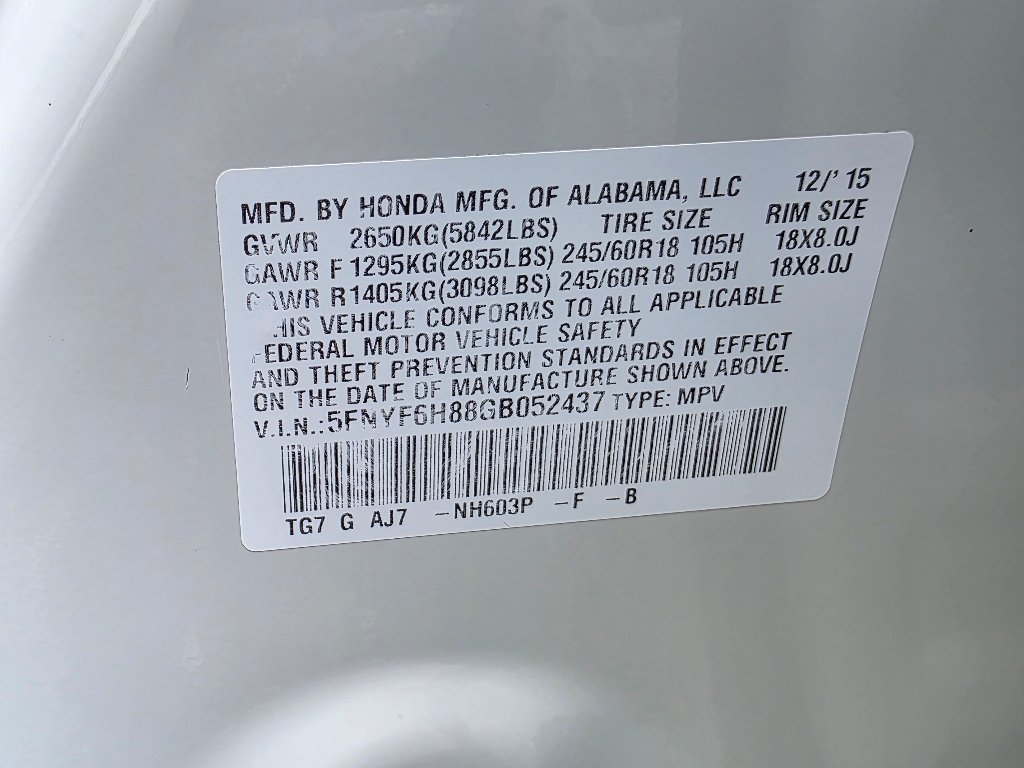 MFD. BY HONDA MFG. OF ALABAMA, LLC 12/'15
GVWR 2650KG(5842LBS) TIRE SIZE RIM SIZE
GAWR F 1295KG(2855LBS) 245/60R18 105H 18X8.0J
GAWR R1405KG(3098LBS) 245/60R18 105H 18X8.0J
THIS VEHICLE CONFORMS TO ALL APPLICABLE
FEDERAL MOTOR VEHICLE SAFETY
AND THEFT PREVENTION STANDARDS IN EFFECT
ON THE DATE OF MANUFACTURE SHOWN ABOVE.
V.I.N.:5FNYF6H88GB052437 TYPE: MPV
TG7 G AJ7 -NH603P -F -B